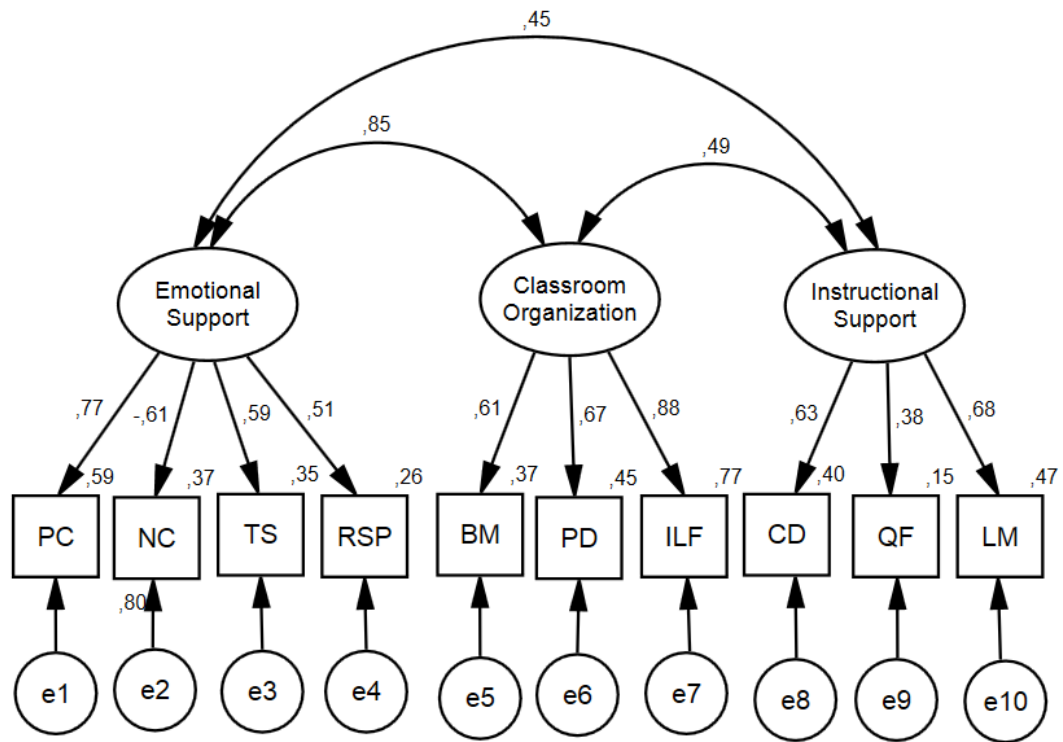 ,45
,85
,49
Emotional
Support
Classroom
Organization
Instructional
Support
,77
-,61
,59
,51
,61
,67
,88
,63
,38
,68
,59
,37
,35
,26
,37
,45
,77
,40
,15
,47
PC
NC
TS
RSP
BM
PD
ILF
CD
QF
LM
,80
e1
e2
e3
e4
e5
e6
e7
e8
e9
e10